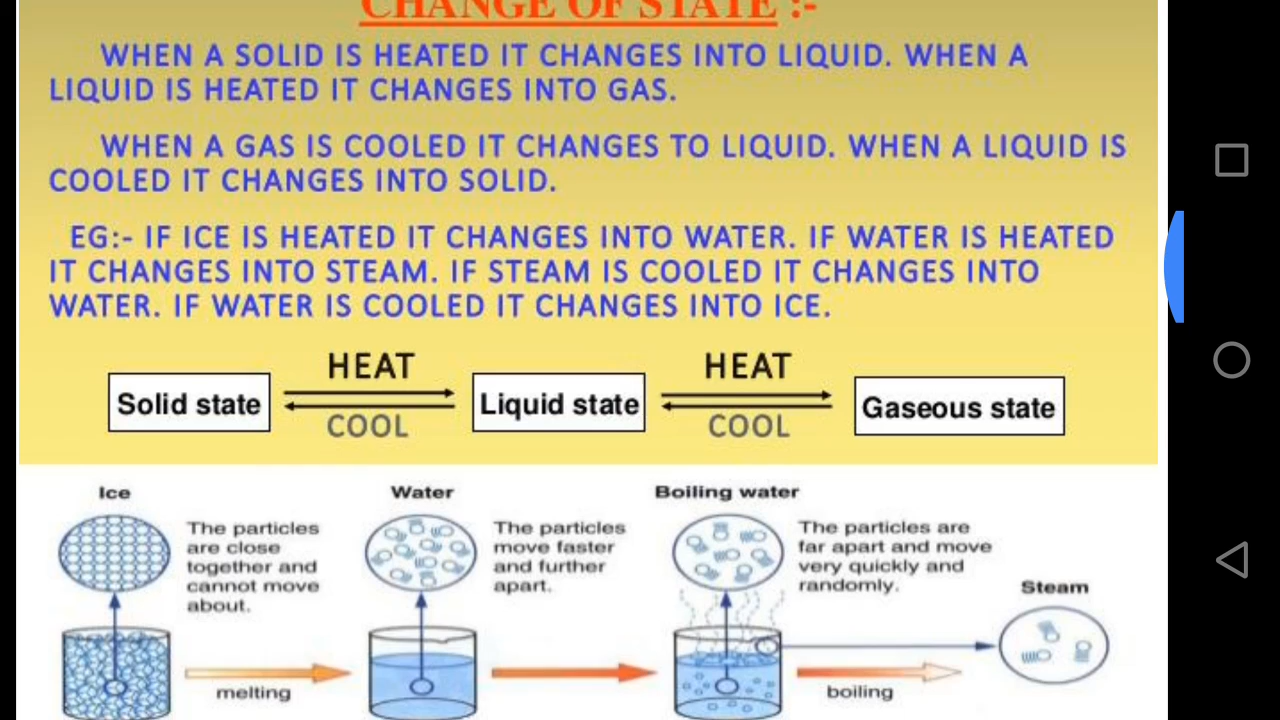 CHANGE OF STATE :-
WHEN A SOLID IS HEATED IT CHANGES INTO LIQUID. WHEN A
LIQUID IS HEATED IT CHANGES INTO GAS.
WHEN A GAS IS COOLED IT CHANGES TO LIQUID. WHEN A LIQUID IS
COOLED IT CHANGES INTO SOLID.
EG:- IF ICE IS HEATED IT CHANGES INTO WATER. IF WATER IS HEATED
IT CHANGES INTO STEAM. IF STEAM IS COOLED IT CHANGES INTO
WATER. IF WATER IS COOLED IT CHANGES INTO ICE.
HEAT
HEAT
Solid state
Liquid state
Gaseous state
COOL
COOL
Ice
The particles
are close
together and
cannot move
about.
Water
The particles
move faster
and further
apart.
Boiling water
The particles are
far apart and move
very quickly and
randomly.
Steam
melting
boiling